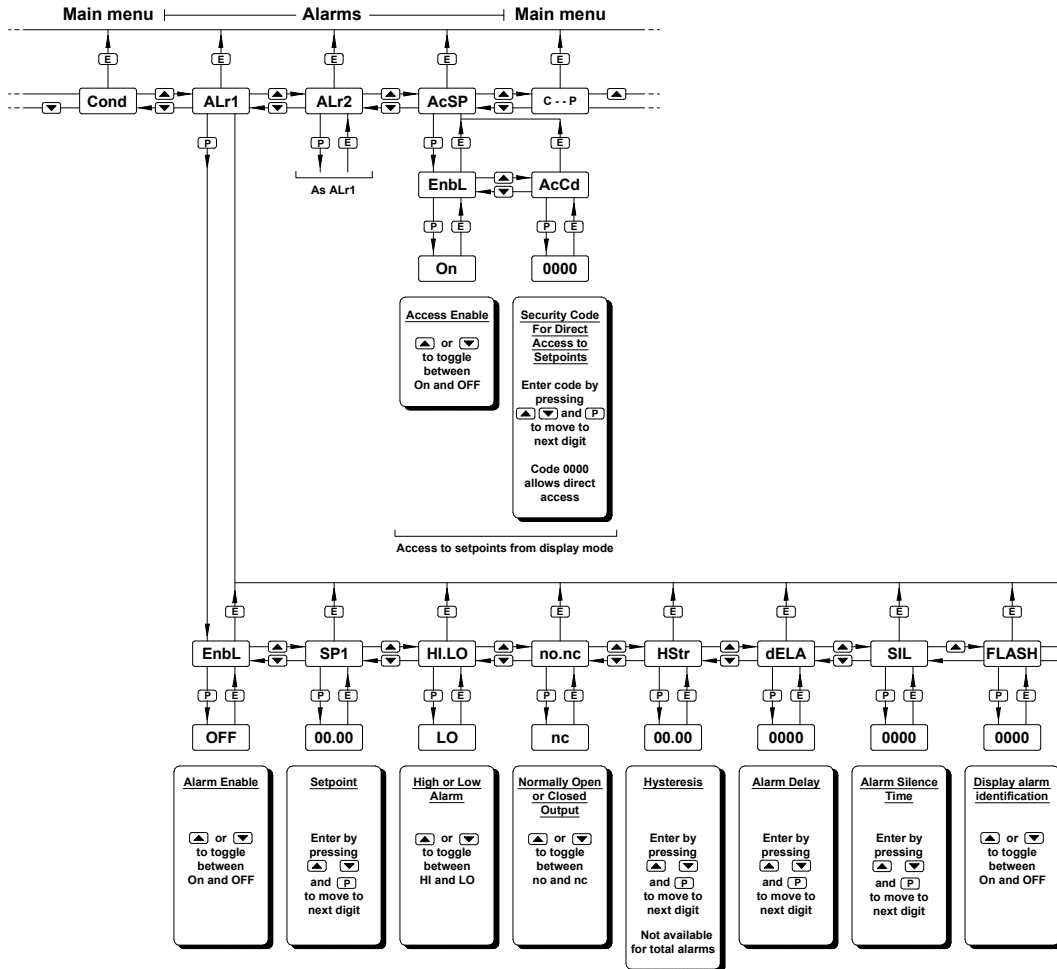 Main menu Alarms Main menu
E E E E E
Cond ALr1 ALr2 AcSP C - - P
P P E P E E
As ALr1
EnbL AcCd
P E P E
On 0000
Access Enable
or
to toggle
between
On and OFF
Security Code
For Direct
Access to
Setpoints
Enter code by
pressing
and P
to move to
next digit
Code 0000
allows direct
access
Access to setpoints from display mode
E E E E E E E E
EnbL SP1 HI.LO no.nc HStr dELA SIL FLASH
P E P E P E P E P E P E P E P E
OFF 00.00 LO nc 00.00 0000 0000 0000
Alarm Enable
or
to toggle
between
On and OFF
Setpoint
Enter by
pressing
and P
to move to
next digit
High or Low
Alarm
or
to toggle
between
HI and LO
Normally Open
or Closed
Output
or
to toggle
between
no and nc
Hysteresis
Enter by
pressing
and P
to move to
next digit
Not available
for total alarms
Alarm Delay
Enter by
pressing
and P
to move to
next digit
Alarm Silence
Time
Enter by
pressing
and P
to move to
next digit
Display alarm
identification
or
to toggle
between
On and OFF